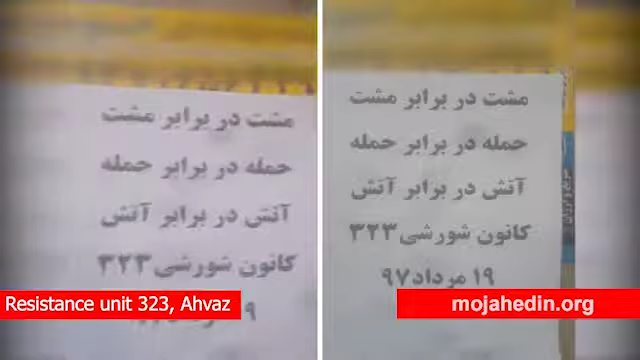 مشت در برابر مشت
حمله در برابر حمله
آتش در برابر آتش
کانون شورشی ۳۲۳
Resistance unit 323, Ahvaz
مشت در برابر مشت
حمله در برابر حمله
آتش در برابر آتش
کانون شورشی ۳۲۳
۱۹ مرداد ۹۷
mojahedin.org